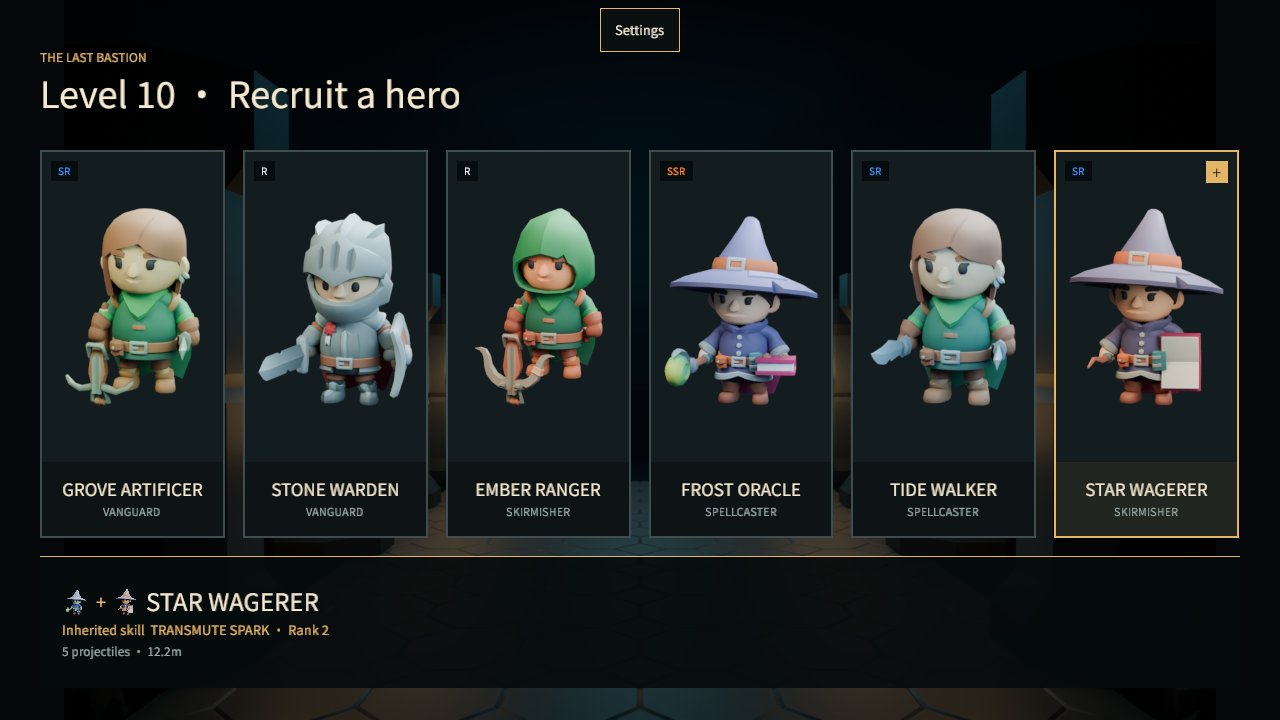 Settings
THE LAST BASTION
Level 10 • Recruit a hero
SR
R
R
SSR
SR
SR
+
GROVE ARTIFICER
VANGUARD
STONE WARDEN
VANGUARD
EMBER RANGER
SKIRMISHER
FROST ORACLE
SPELLCASTER
TIDE WALKER
SPELLCASTER
STAR WAGERER
SKIRMISHER
+ STAR WAGERER
Inherited skill TRANSMUTE SPARK • Rank 2
5 projectiles • 12.2m